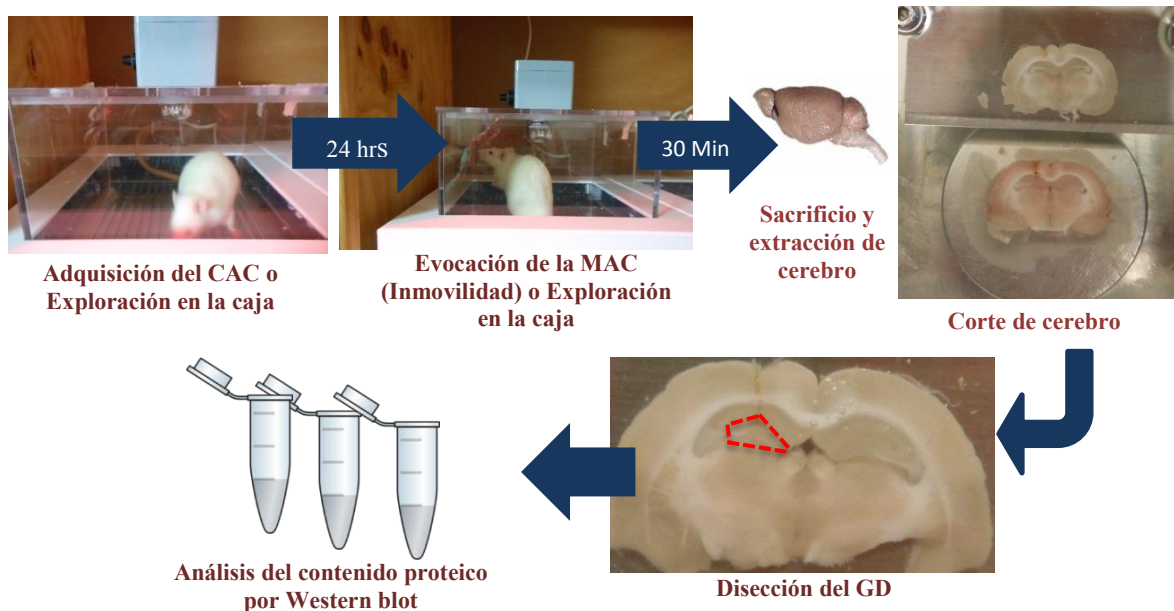 24 hrs
30 Min
Adquisición del CAC o
Exploración en la caja
Evocación de la MAC
(Inmovilidad) o Exploración
en la caja
Sacrificio y
extracción de
cerebro
Corte de cerebro
Disección del GD
Análisis del contenido proteico
por Western blot